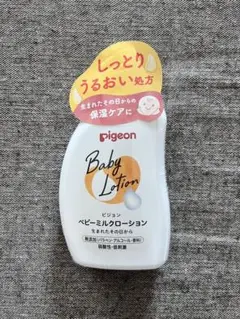 しっとり
うるおい処方
生まれたその日からの
保湿ケアに
Pigeon
Baby
Lotion
ピジョン
ベビーミルクローション
生まれたその日から
無添加(パラベン・アルコール・香料)
弱酸性・低刺激